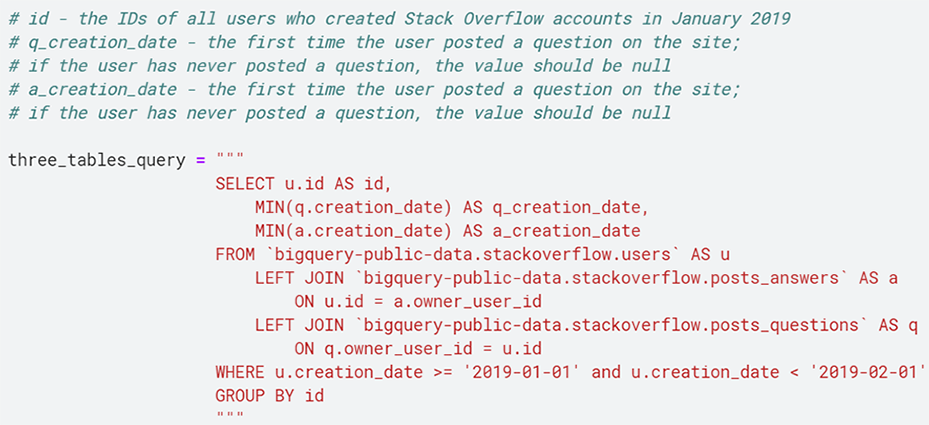 # id - the IDs of all users who created Stack Overflow accounts in January 2019
# q_creation_date - the first time the user posted a question on the site;
# if the user has never posted a question, the value should be null
# a_creation_date - the first time the user posted a question on the site;
# if the user has never posted a question, the value should be null
three_tables_query = """
SELECT u.id AS id,
MIN(q.creation_date) AS q_creation_date,
MIN(a.creation_date) AS a_creation_date
FROM `bigquery-public-data.stackoverflow.users` AS u
LEFT JOIN `bigquery-public-data.stackoverflow.posts_answers` AS a
ON u.id = a.owner_user_id
LEFT JOIN `bigquery-public-data.stackoverflow.posts_questions` AS q
ON q.owner_user_id = u.id
WHERE u.creation_date >= '2019-01-01' and u.creation_date < '2019-02-01'
GROUP BY id
"""